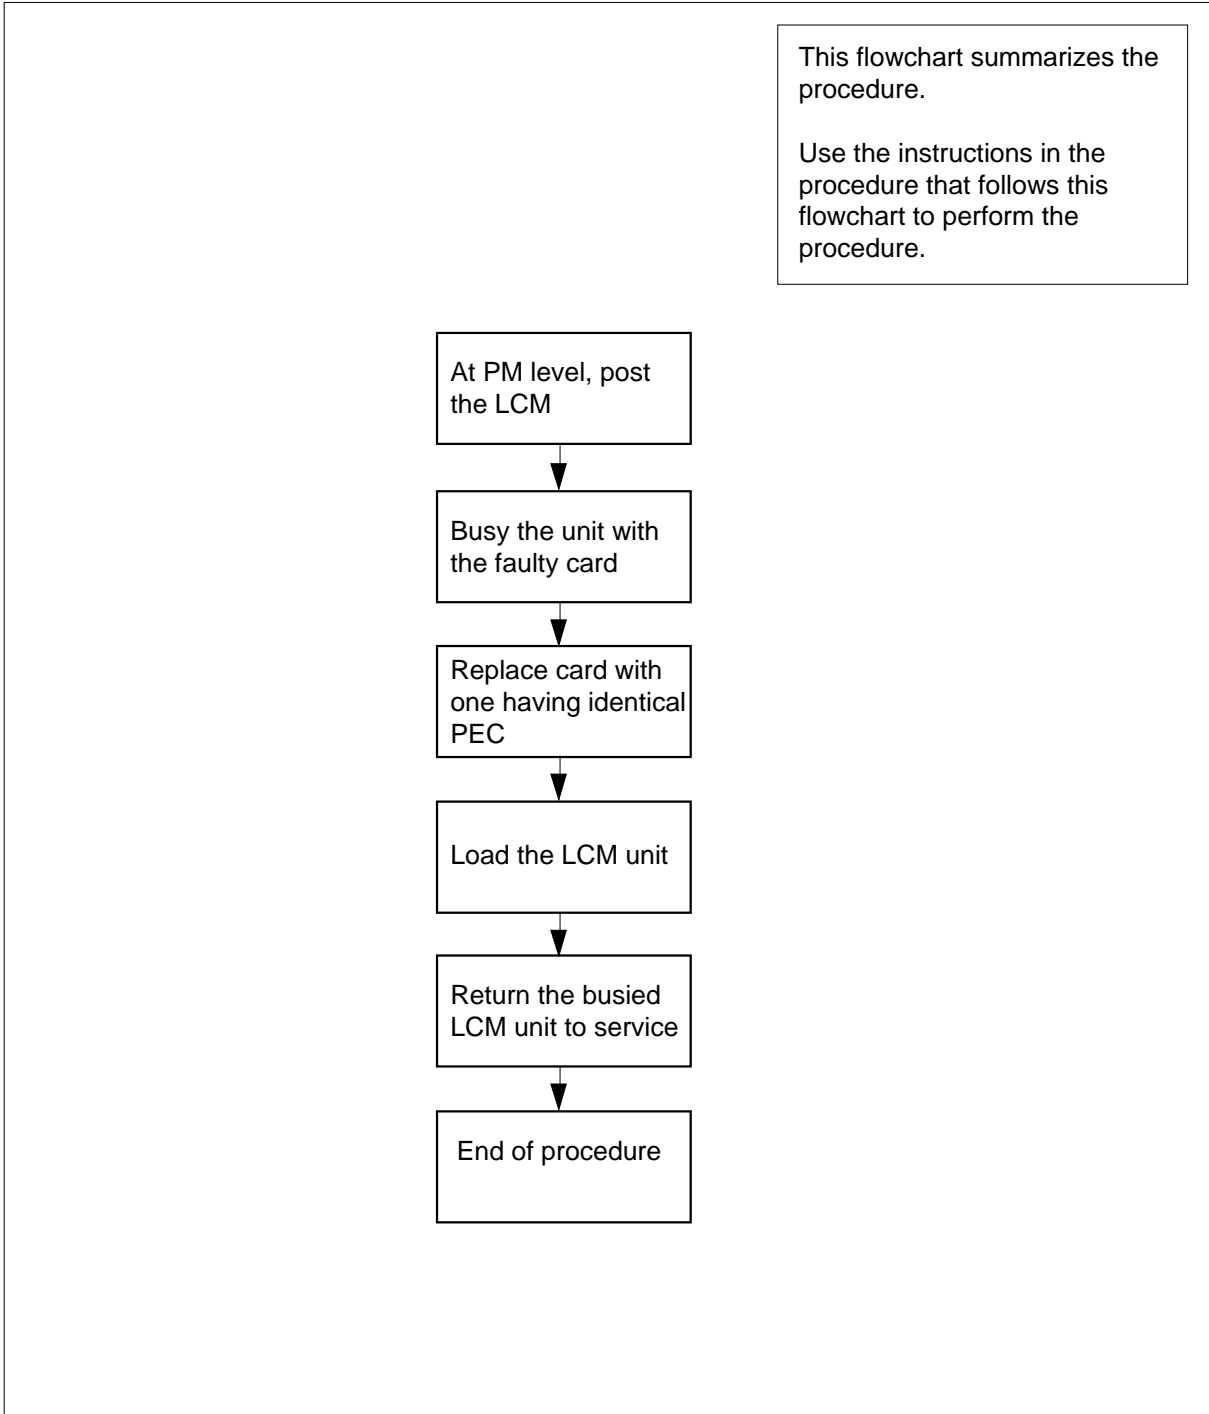 This flowchart summarizes the
procedure.
Use the instructions in the
procedure that follows this
flowchart to perform the
procedure.
At PM level, post
the LCM
Busy the unit with
the faulty card
Replace card with
one having identical
PEC
Load the LCM unit
Return the busied
LCM unit to service
End of procedure